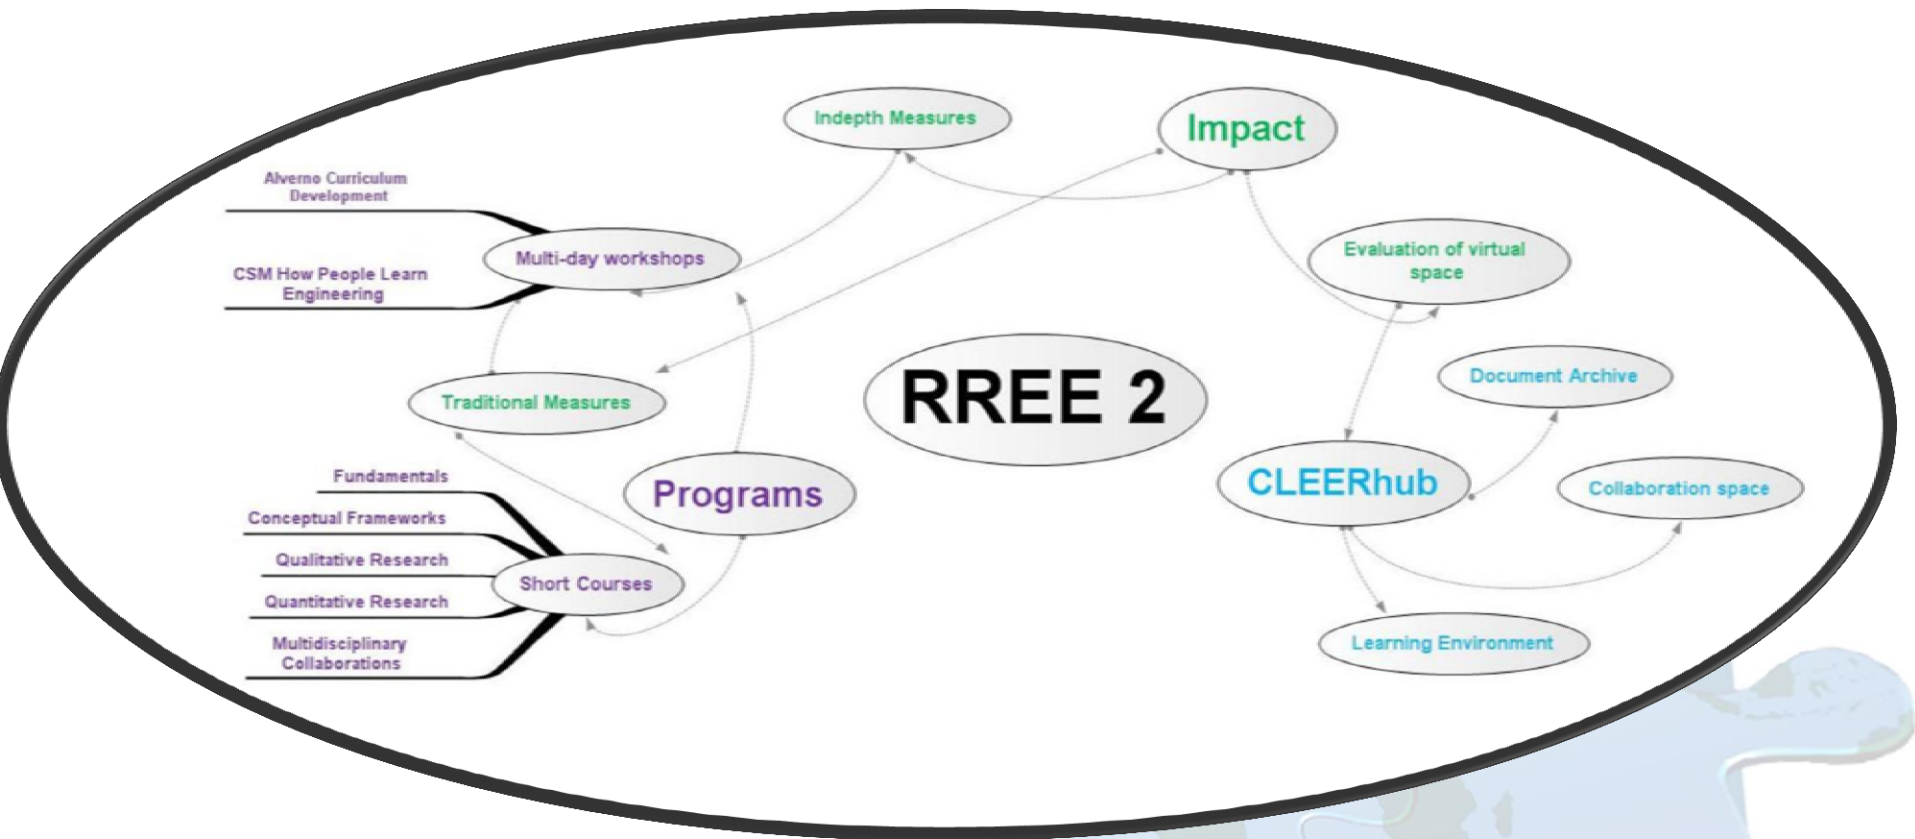 Indepth Measures
Impact
Alverno Curriculum
Development
Multi-day workshops
CSM How People Learn
Engineering
Evaluation of virtual
space
Traditional Measures
RREE 2
Document Archive
Fundamentals
Conceptual Frameworks
Qualitative Research
Quantitative Research
Multidisciplinary
Collaborations
Programs
Short Courses
CLEERhub
Collaboration space
Learning Environment